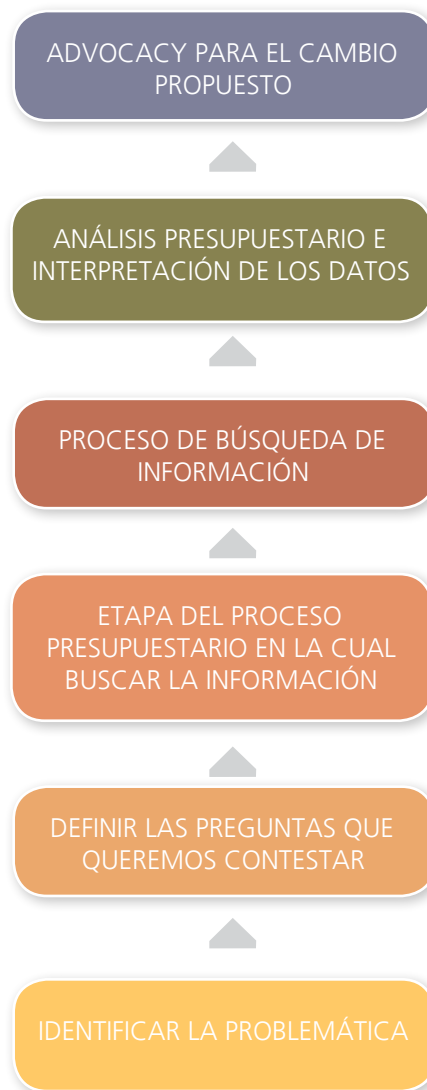 ADVOCACY PARA EL CAMBIO
PROPUESTO
ANÁLISIS PRESUPUESTARIO E
INTERPRETACIÓN DE LOS DATOS
PROCESO DE BÚSQUEDA DE
INFORMACIÓN
ETAPA DEL PROCESO
PRESUPUESTARIO EN LA CUAL
BUSCAR LA INFORMACIÓN
DEFINIR LAS PREGUNTAS QUE
QUEREMOS CONTESTAR
IDENTIFICAR LA PROBLEMÁTICA